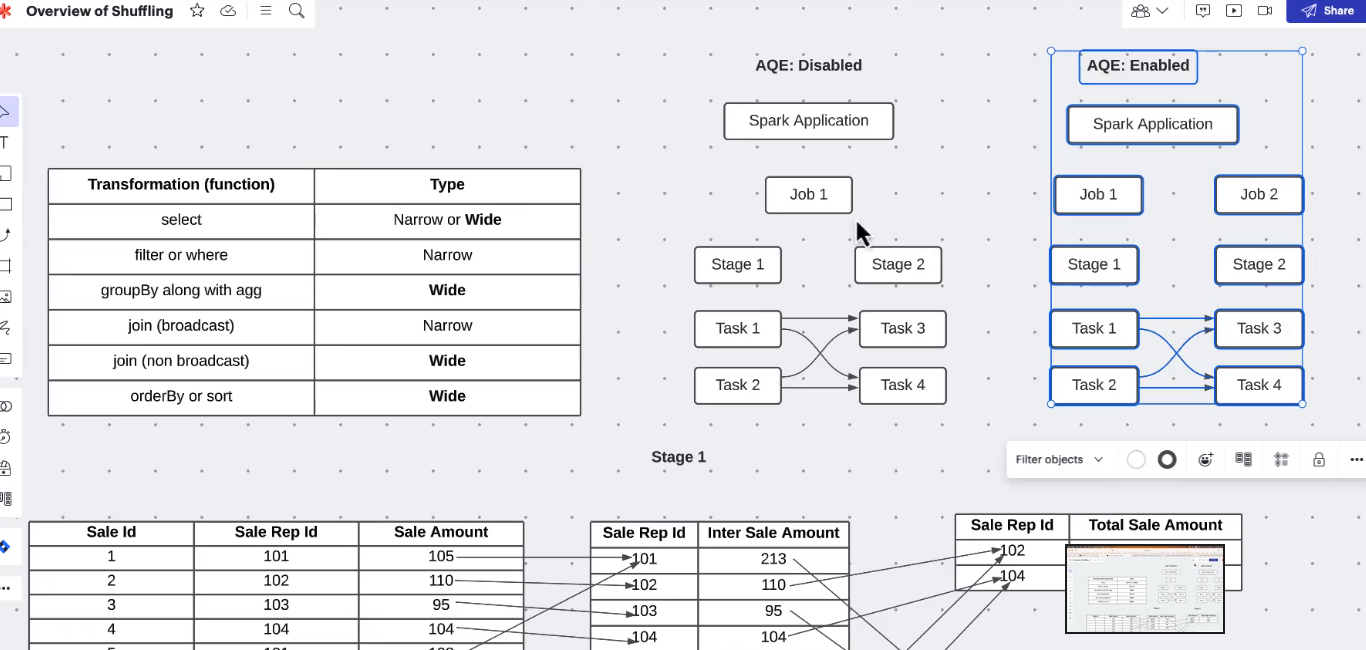 Overview of Shuffling
Share
AQE: Disabled
AQE: Enabled
Spark Application
Spark Application
Job 1
Job 1
Job 2
Transformation (function) Type
select Narrow or Wide
filter or where Narrow
groupBy along with agg Wide
join (broadcast) Narrow
join (non broadcast) Wide
orderBy or sort Wide
Stage 1
Stage 2
Stage 1
Stage 2
Task 1
Task 3
Task 1
Task 3
Task 2
Task 4
Task 2
Task 4
Stage 1
Filter objects
Sale Id Sale Rep Id Sale Amount
1 101 105
2 102 110
3 103 95
4 104 104
Sale Rep Id Inter Sale Amount
101 213
102 110
103 95
104 104
Sale Rep Id Total Sale Amount
102
104